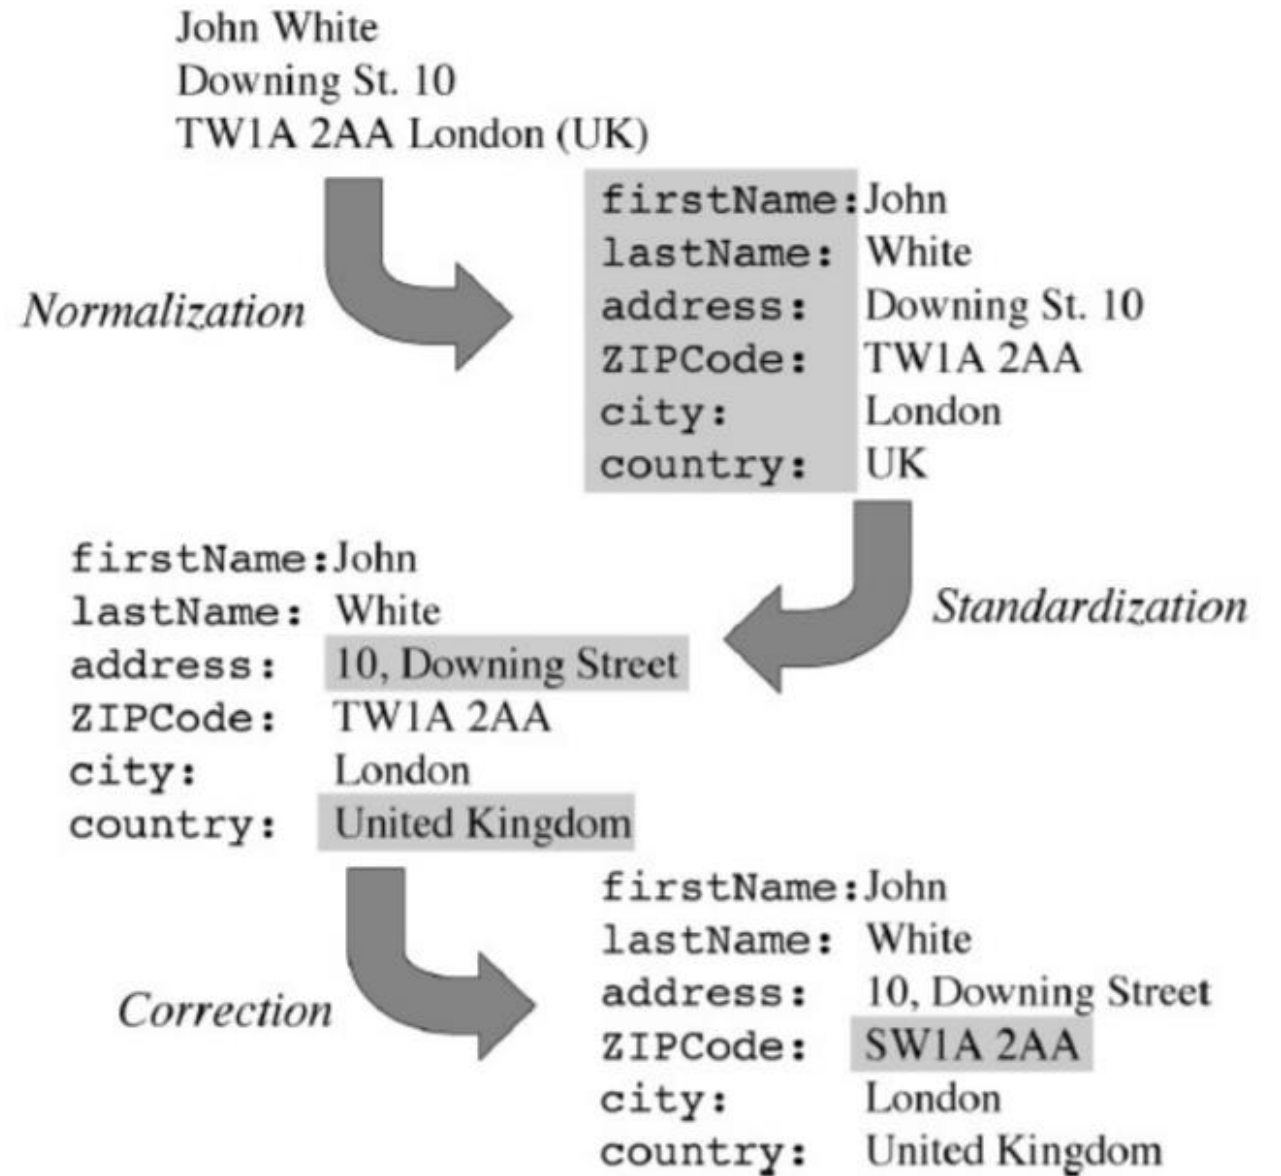 John White
Downing St. 10
TW1A 2AA London (UK)
Normalization
firstName: John
lastName: White
address: Downing St. 10
ZIPCode: TW1A 2AA
city: London
country: UK
Standardization
firstName: John
lastName: White
address: 10, Downing Street
ZIPCode: TW1A 2AA
city: London
country: United Kingdom
Correction
firstName: John
lastName: White
address: 10, Downing Street
ZIPCode: SW1A 2AA
city: London
country: United Kingdom